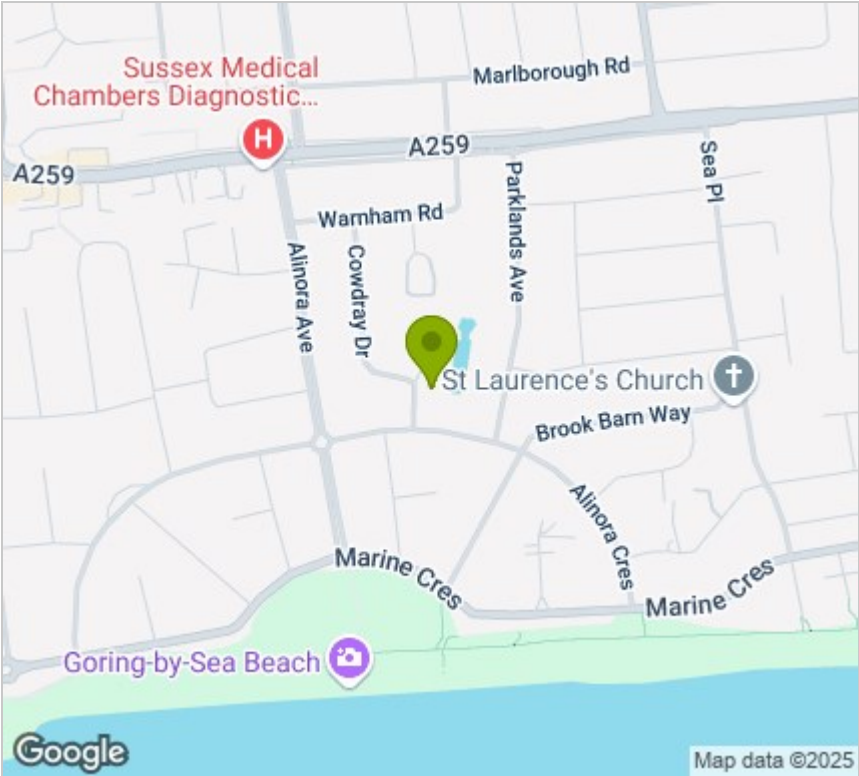 Sussex Medical
Chambers Diagnostic...
Marlborough Rd
H
A259
A259
Sea Pl
Parklands Ave
Warnham Rd
Alinora Ave
Cowdray Dr
St Laurence's Church
Brook Barn Way
Alinora Cres
Marine Cres
Marine Cres
Goring-by-Sea Beach
Google
Map data ©2025